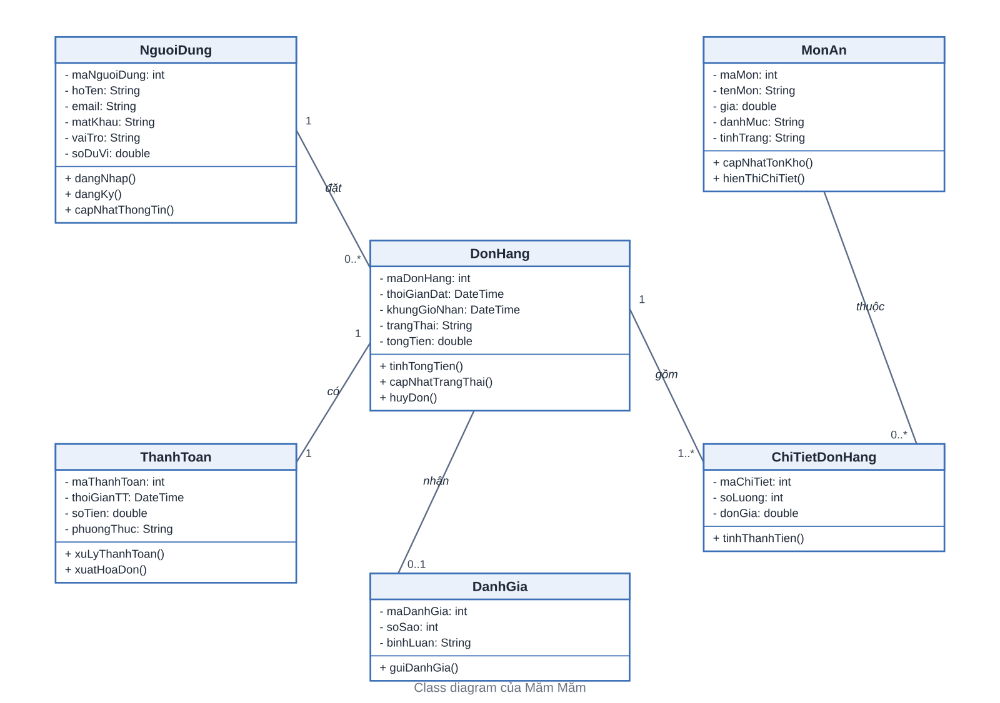 NguoiDung
- maNguoiDung: int
- hoTen: String
- email: String
- matKhau: String
- vaiTro: String
- soDuVi: double
+ dangNhap()
+ dangKy()
+ capNhatThongTin()
MonAn
- maMon: int
- tenMon: String
- gia: double
- danhMuc: String
- tinhTrang: String
+ capNhatTonKho()
+ hienThiChiTiet()
1
đặt
0..*
DonHang
- maDonHang: int
- thoiGianDat: DateTime
- khungGioNhan: DateTime
- trangThai: String
- tongTien: double
+ tinhTongTien()
+ capNhatTrangThai()
+ huyDon()
1
có
1
1
gồm
1..*
thuộc
0..*
ThanhToan
- maThanhToan: int
- thoiGianTT: DateTime
- soTien: double
- phuongThuc: String
+ xuLyThanhToan()
+ xuatHoaDon()
nhận
0..1
ChiTietDonHang
- maChiTiet: int
- soLuong: int
- donGia: double
+ tinhThanhTien()
DanhGia
- maDanhGia: int
- soSao: int
- binhLuan: String
+ guiDanhGia()
Class diagram của Măm Măm